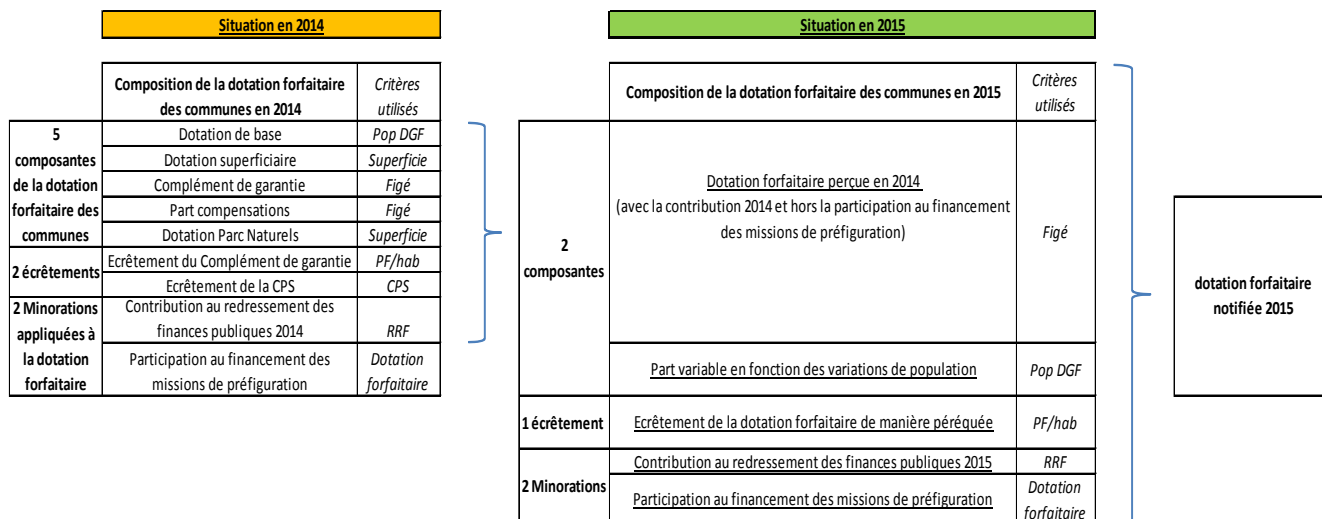 Situation en 2014
Composition de la dotation forfaitaire
des communes en 2014
Critères
utilisés
5
composantes
de la dotation
forfaitaire des
communes
Dotation de base
Pop DGF
Dotation superficiaire
Superficie
Complément de garantie
Figé
Part compensations
Figé
Dotation Parc Naturels
Superficie
2 écrêtements
Ecrêtement du Complément de garantie
PF/hab
Ecrêtement de la CPS
CPS
2 Minorations
appliquées à
la dotation
forfaitaire
Contribution au redressement des
finances publiques 2014
RRF
Participation au financement des
missions de préfiguration
Dotation
forfaitaire
Situation en 2015
Composition de la dotation forfaitaire des communes en 2015
Critères
utilisés
2
composantes
Dotation forfaitaire perçue en 2014
(avec la contribution 2014 et hors la participation au financement
des missions de préfiguration)
Figé
Part variable en fonction des variations de population
Pop DGF
1 écrêtement
Ecrêtement de la dotation forfaitaire de manière péréquée
PF/hab
2 Minorations
Contribution au redressement des finances publiques 2015
RRF
Participation au financement des missions de préfiguration
Dotation
forfaitaire
dotation forfaitaire
notifiée 2015